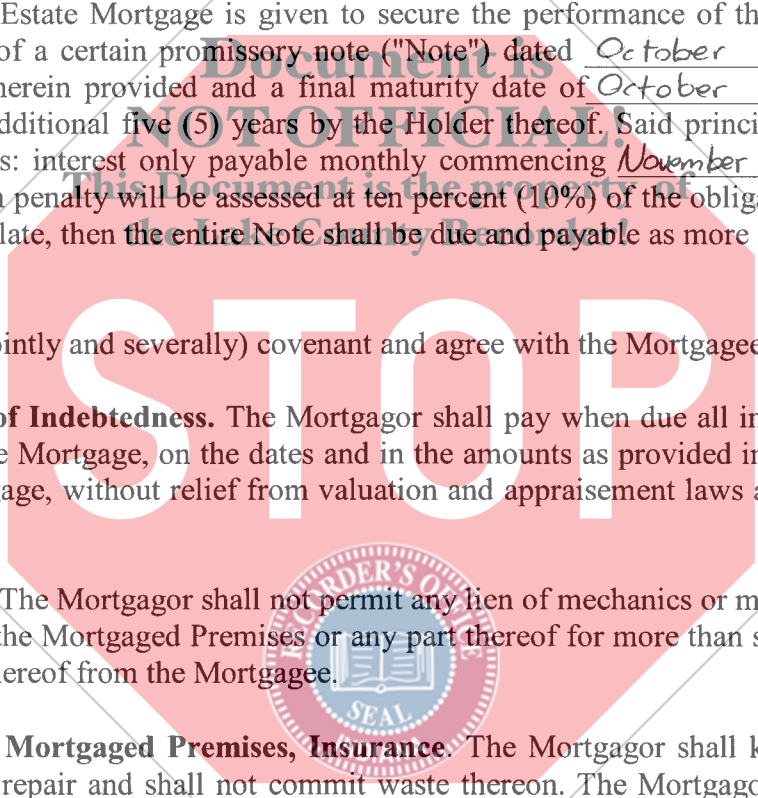 Estate Mortgage is given to secure the performance of th
of a certain promissory note ("Note") dated October
Document is
herein provided and a final maturity date of October
NOT OFFICIAL!
dditional five (5) years by the Holder thereof. Said princi
s: interest only payable monthly commencing November
This Document is the property of
penalty will be assessed at ten percent (10%) of the obliga
the Lake County Recorder!
late, then the entire Note shall be due and payable as more
STOP
ointly and severally) covenant and agree with the Mortgagee
of Indebtedness. The Mortgagor shall pay when due all in
e Mortgage, on the dates and in the amounts as provided in
gage, without relief from valuation and appraisement laws a
The Mortgagor shall not permit any lien of mechanics or m
the Mortgaged Premises or any part thereof for more than s
hereof from the Mortgagee.
RECORDER'S OFFICE
SEAL
INDIANA
Mortgaged Premises, Insurance. The Mortgagor shall k
repair and shall not commit waste thereon. The Mortgago